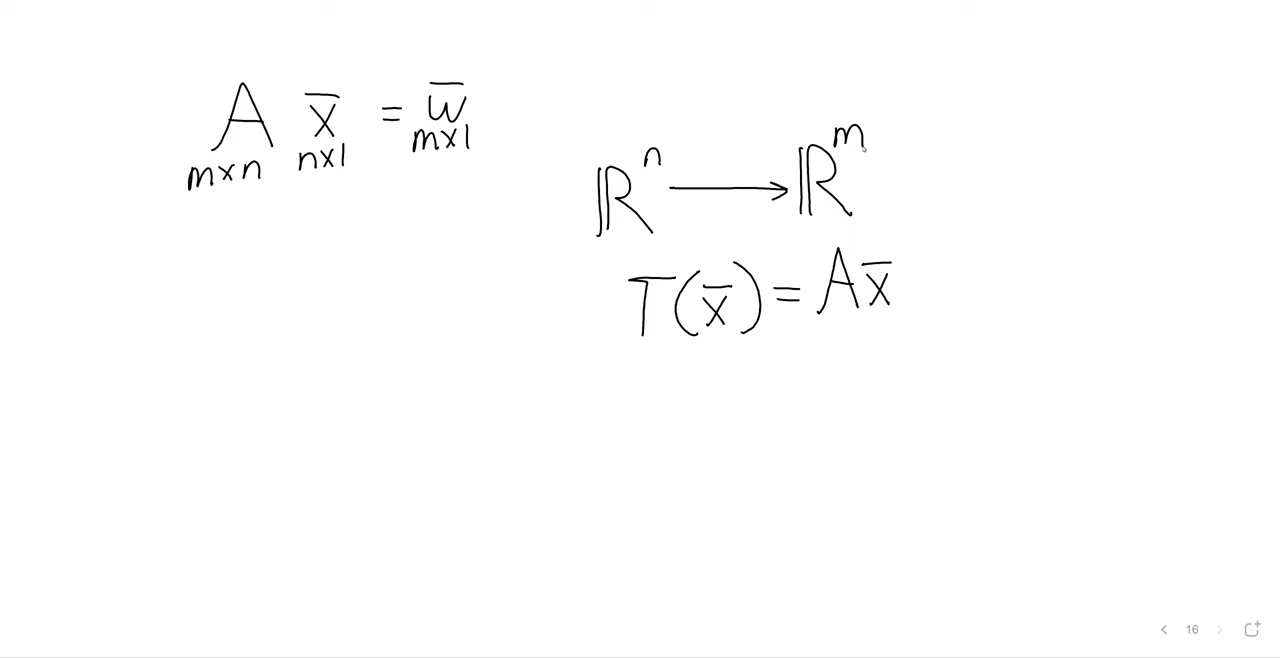 A x̄ = w̄
m×n n×1 m×1
ℝⁿ ⟶ ℝᵐ
T(x̄) = Ax̄
16